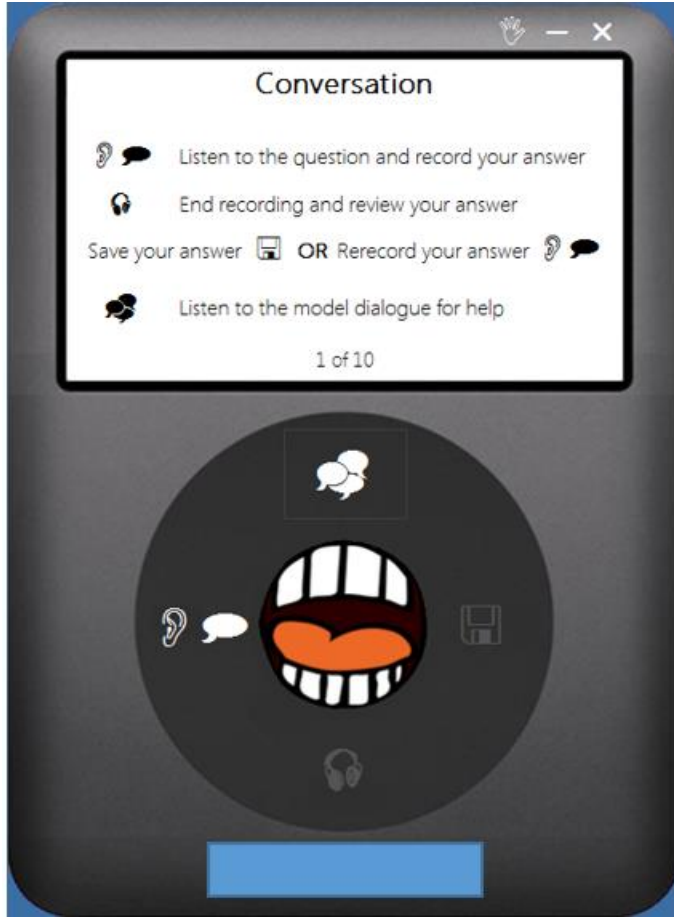 Conversation
Listen to the question and record your answer
End recording and review your answer
Save your answer OR Rerecord your answer
Listen to the model dialogue for help
1 of 10